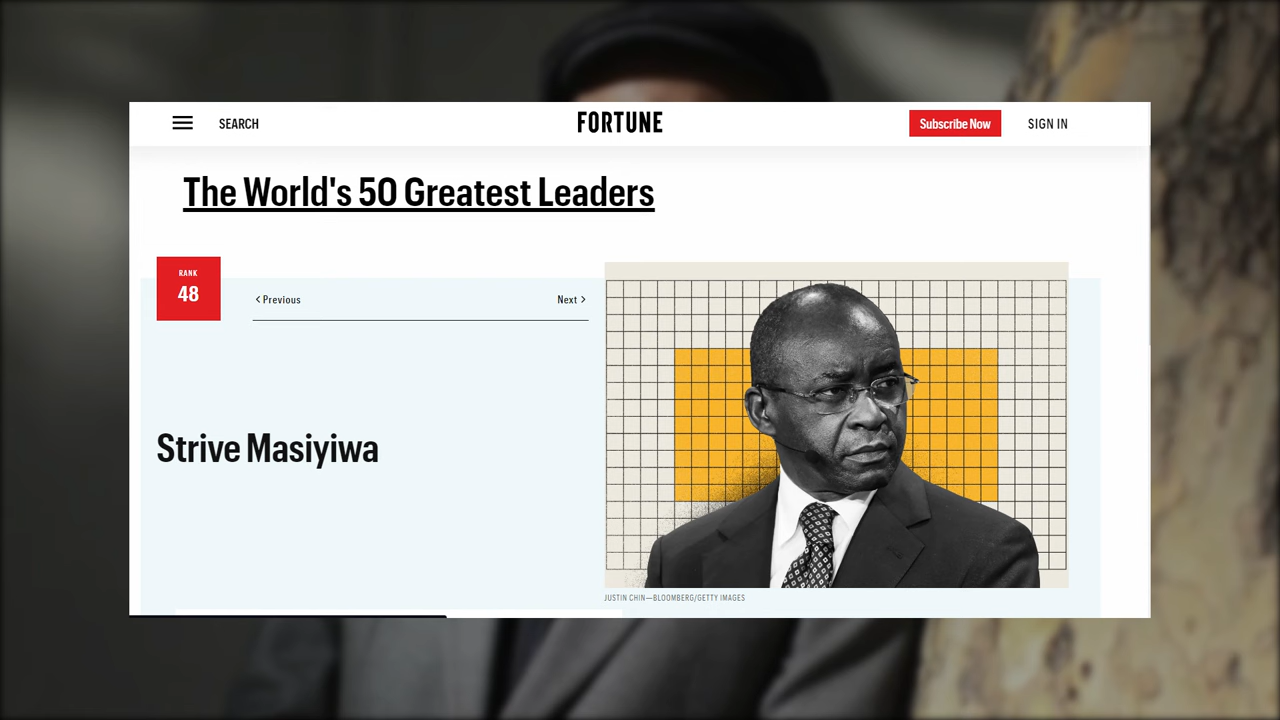 SEARCH
FORTUNE
Subscribe Now
SIGN IN
The World's 50 Greatest Leaders
RANK
48
Previous
Next
Strive Masiyiwa
JUSTIN CHIN—BLOOMBERG/GETTY IMAGES